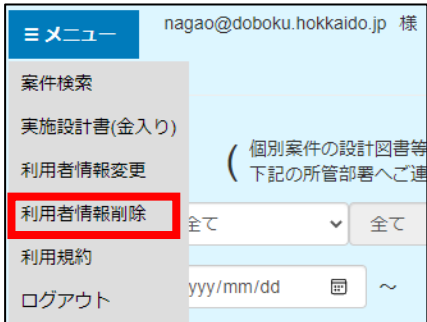 ≡メニュー
nagao@doboku.hokkaido.jp 様
案件検索
実施設計書(金入り)
利用者情報変更
利用者情報削除
利用規約
ログアウト
( 個別案件の設計図書等
下記の所管部署へご連
全て
全て
yyy/mm/dd
～